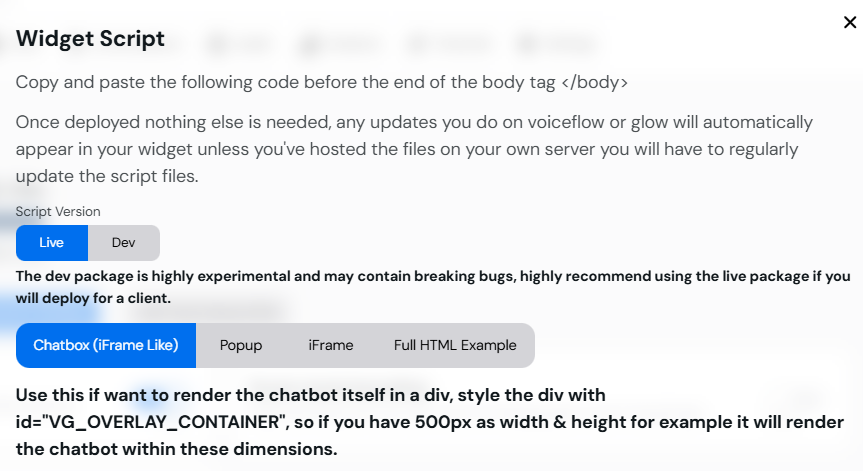 Widget Script
Copy and paste the following code before the end of the body tag </body>
Once deployed nothing else is needed, any updates you do on voiceflow or glow will automatically
appear in your widget unless you've hosted the files on your own server you will have to regularly
update the script files.
Script Version
Live Dev
The dev package is highly experimental and may contain breaking bugs, highly recommend using the live package if you
will deploy for a client.
Chatbox (iFrame Like) Popup iFrame Full HTML Example
Use this if want to render the chatbot itself in a div, style the div with
id="VG_OVERLAY_CONTAINER", so if you have 500px as width & height for example it will render
the chatbot within these dimensions.